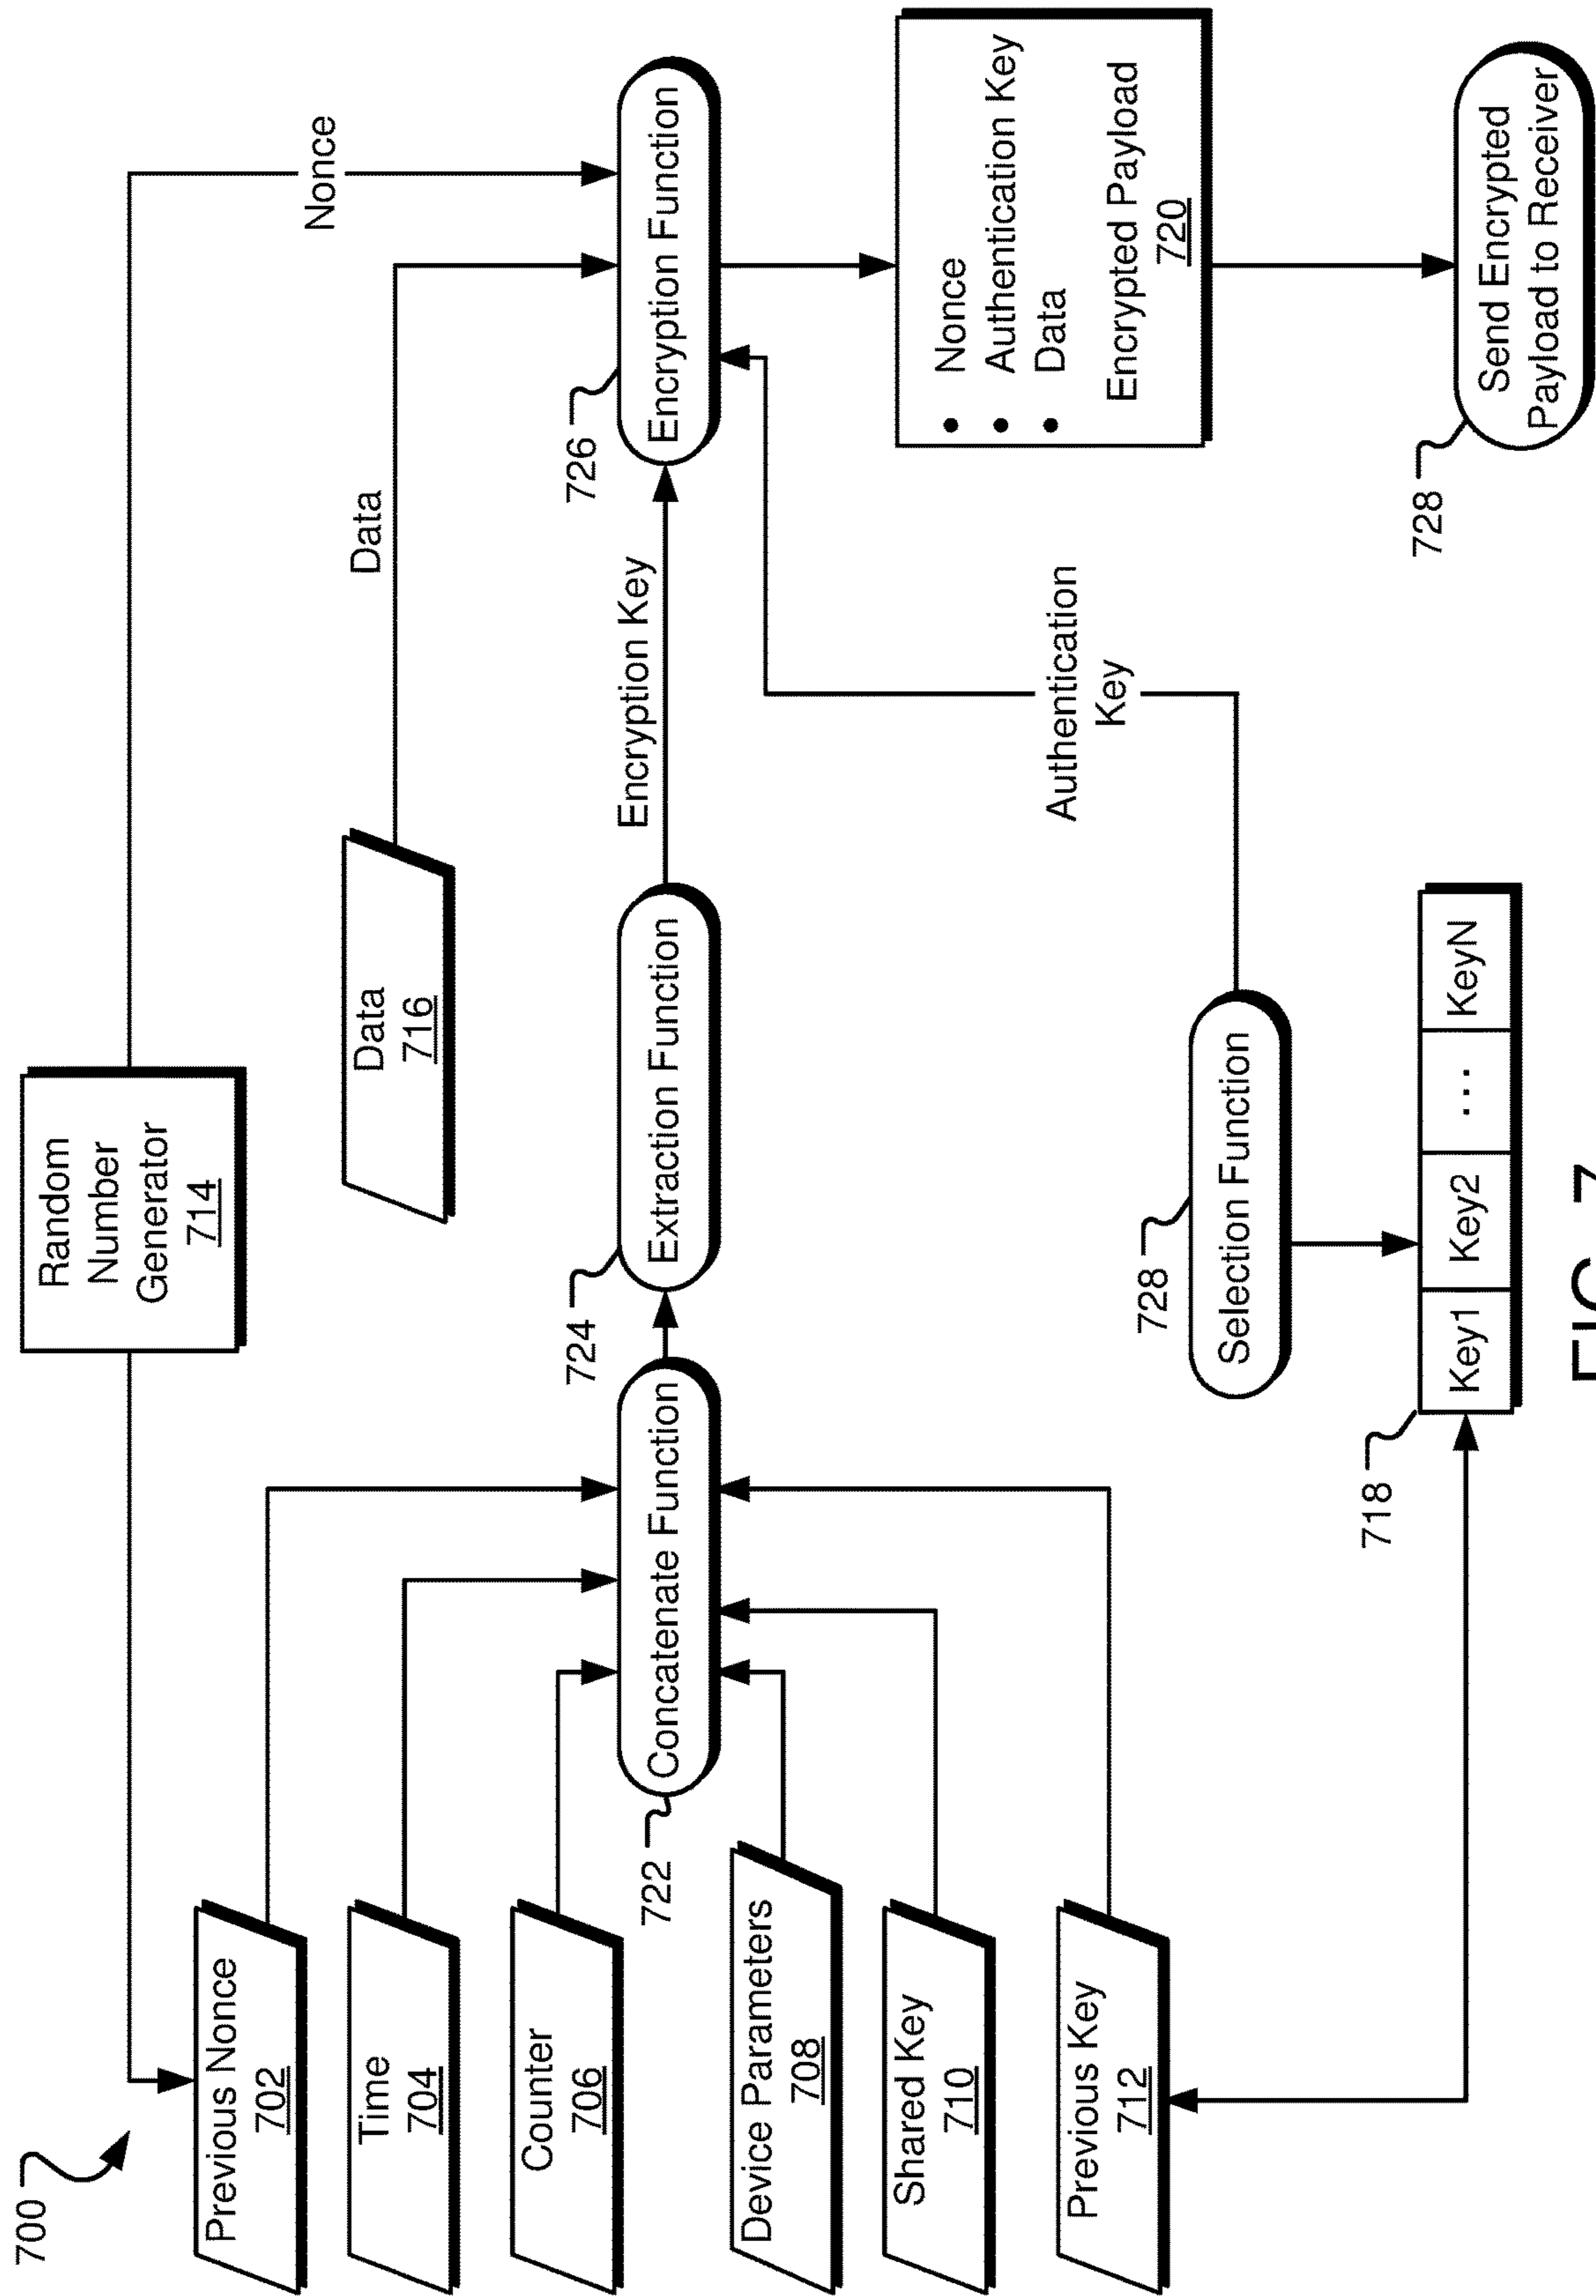 700
Random
Number
Generator
714
Nonce
Previous Nonce
702
Time
704
Counter
706
Device Parameters
708
Shared Key
710
Previous Key
712
Data
716
Data
722
Concatenate Function
724
Extraction Function
Encryption Key
726
Encryption Function
Authentication
Key
728
Selection Function
718
Key1
Key2
...
KeyN
• Nonce
• Authentication Key
• Data
Encrypted Payload
720
728
Send Encrypted
Payload to Receiver
FIG. 7